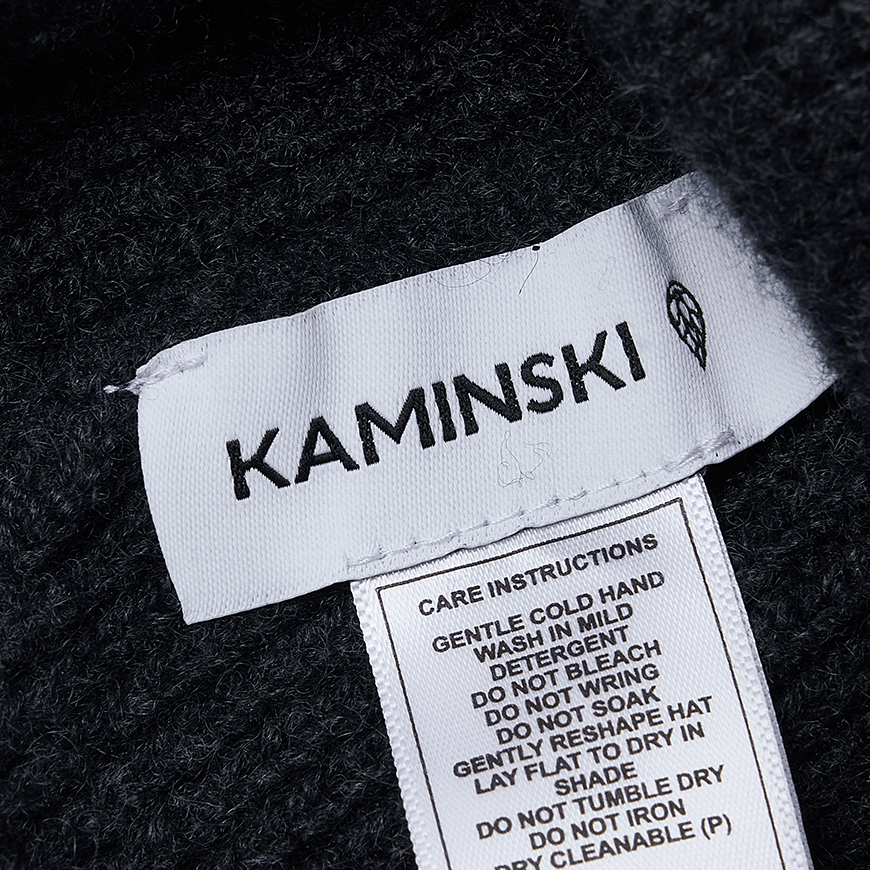 KAMINSKI
CARE INSTRUCTIONS
GENTLE COLD HAND
WASH IN MILD
DETERGENT
DO NOT BLEACH
DO NOT WRING
DO NOT SOAK
GENTLY RESHAPE HAT
LAY FLAT TO DRY IN
SHADE
DO NOT TUMBLE DRY
DO NOT IRON
DRY CLEANABLE (P)